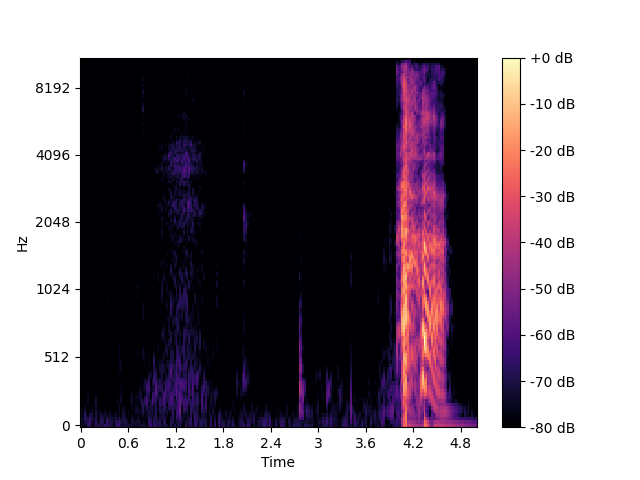 8192
4096
2048
1024
512
0
Hz
0 0.6 1.2 1.8 2.4 3 3.6 4.2 4.8
Time
+0 dB
-10 dB
-20 dB
-30 dB
-40 dB
-50 dB
-60 dB
-70 dB
-80 dB